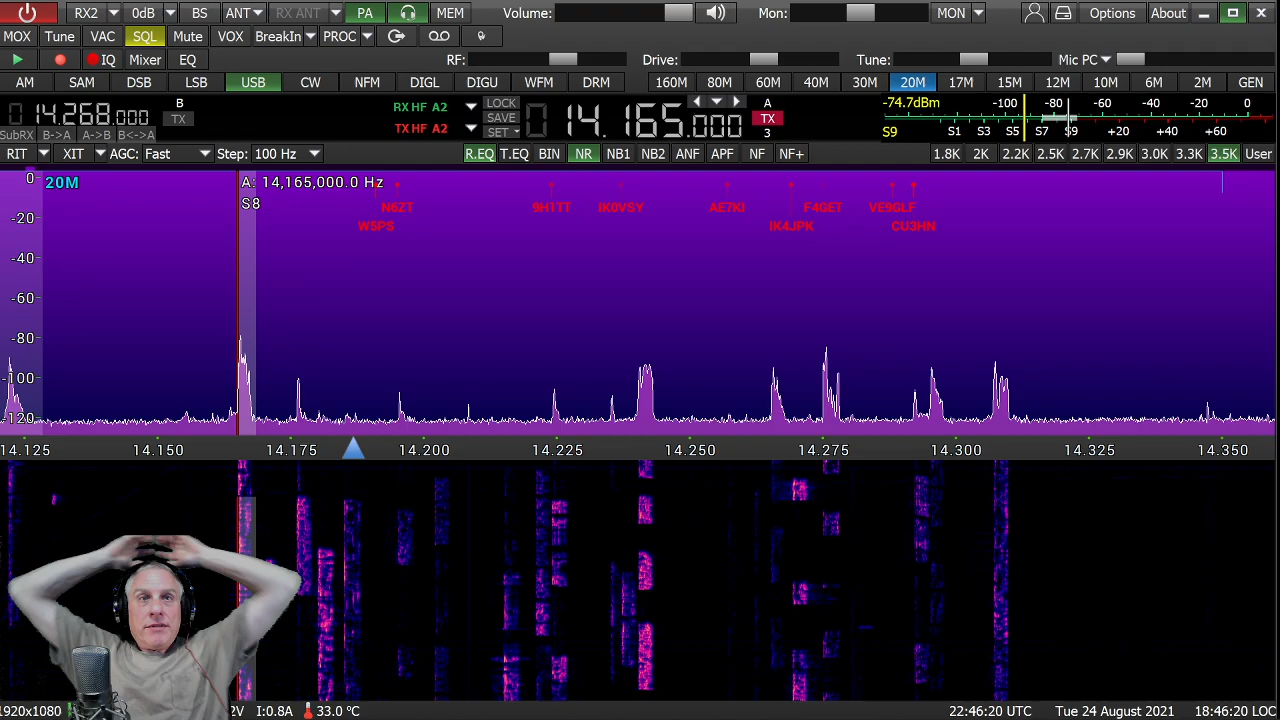 RX2 0dB BS ANT RX ANT PA MEM Volume: Mon: MON Options About
MOX Tune VAC SQL Mute VOX BreakIn PROC
IQ Mixer EQ RF: Drive: Tune: Mic PC
AM SAM DSB LSB USB CW NFM DIGL DIGU WFM DRM 160M 80M 60M 40M 30M 20M 17M 15M 12M 10M 6M 2M GEN
0 14.268.000 B TX RX HF A2 LOCK 0 14.165.000 A TX 3 -74.7dBm -100 -80 -60 -40 -20 0
TX HF A2 SAVE SET S9 S1 S3 S5 S7 S9 +20 +40 +60
SubRX B->A A->B B<->A
RIT XIT AGC: Fast Step: 100 Hz R.EQ T.EQ BIN NR NB1 NB2 ANF APF NF NF+ 1.8K 2K 2.2K 2.5K 2.7K 2.9K 3.0K 3.3K 3.5K User
0 20M A: 14,165,000.0 Hz
S8 N6ZT 9H1TT IK0VSY AE7KI F4GET VE9GLF
-20 W5PS IK4JPK CU3HN
-40
-60
-80
-100
-120
14.125 14.150 14.175 14.200 14.225 14.250 14.275 14.300 14.325 14.350
1920x1080 2V I:0.8A 33.0 ℃ 22:46:20 UTC Tue 24 August 2021 18:46:20 LOC